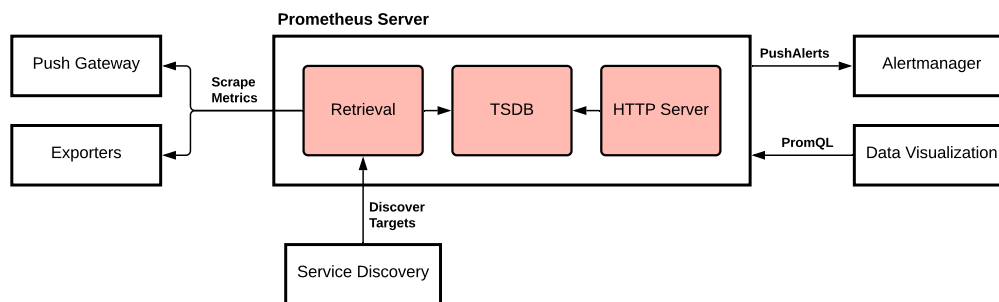 Prometheus Server
Push Gateway
Exporters
Scrape
Metrics
Retrieval
TSDB
HTTP Server
PushAlerts
Alertmanager
PromQL
Data Visualization
Discover
Targets
Service Discovery